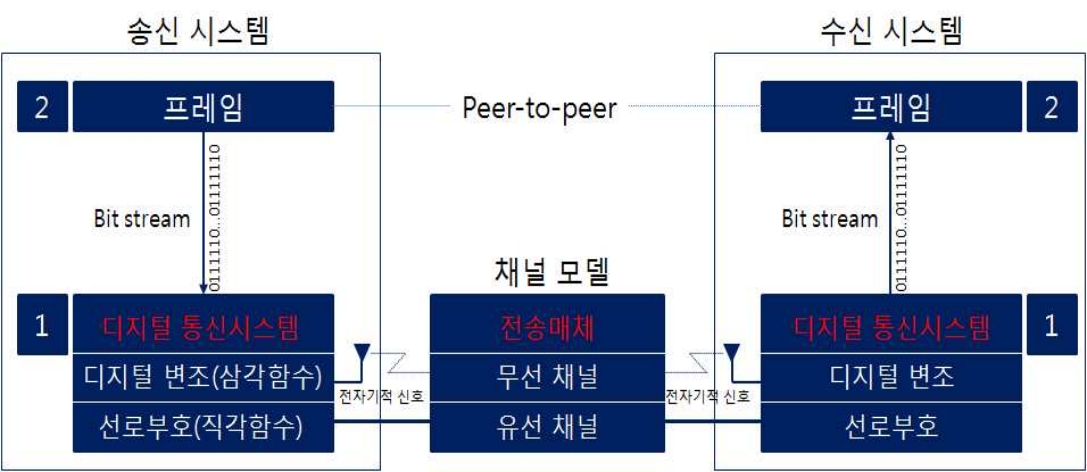 송신 시스템
수신 시스템
2
프레임
Peer-to-peer
프레임
2
Bit stream
01111110...01111110
Bit stream
01111110...01111110
채널 모델
1
디지털 통신시스템
전송매체
디지털 통신시스템
1
디지털 변조(삼각함수)
무선 채널
디지털 변조
전자기적 신호
전자기적 신호
선로부호(직각함수)
유선 채널
선로부호